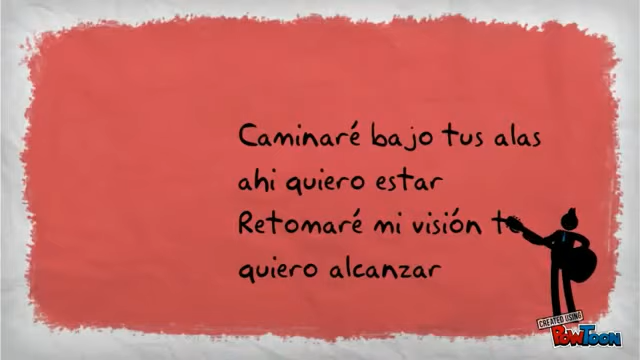 Caminaré bajo tus alas
ahi quiero estar
Retomaré mi visión
quiero alcanzar
CREATED USING
POWTOON